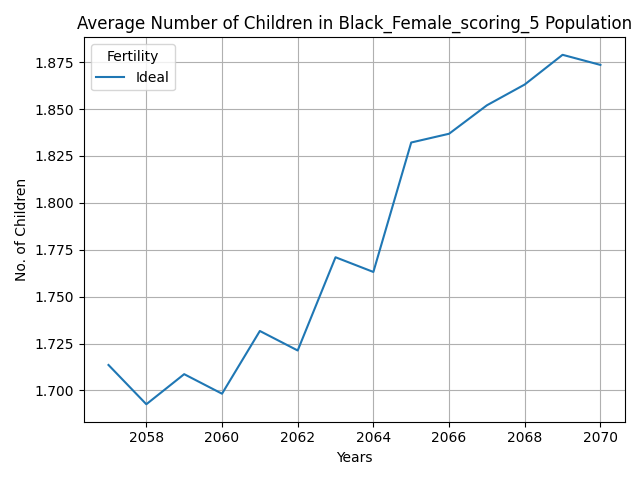 Average Number of Children in Black_Female_scoring_5 Population
Fertility
Ideal
1.875
1.850
1.825
1.800
1.775
1.750
1.725
1.700
No. of Children
2058 2060 2062 2064 2066 2068 2070
Years